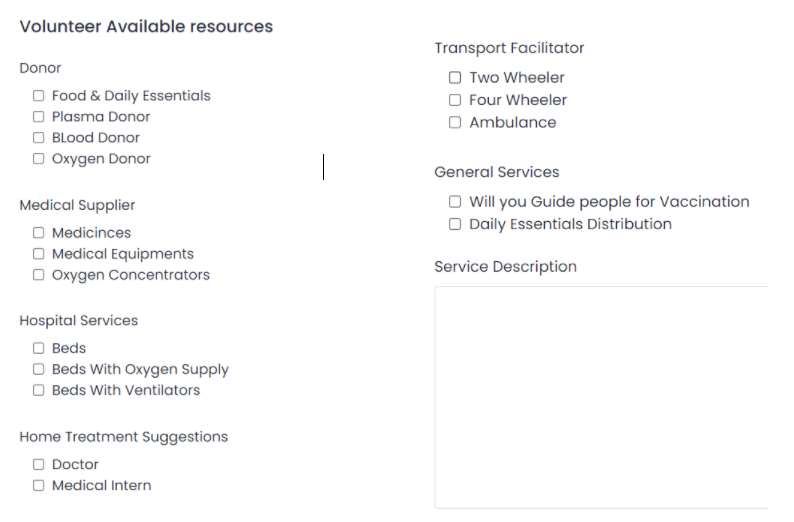 Volunteer Available resources
Donor
Food & Daily Essentials
Plasma Donor
BLood Donor
Oxygen Donor
Medical Supplier
Medicinces
Medical Equipments
Oxygen Concentrators
Hospital Services
Beds
Beds With Oxygen Supply
Beds With Ventilators
Home Treatment Suggestions
Doctor
Medical Intern
Transport Facilitator
Two Wheeler
Four Wheeler
Ambulance
General Services
Will you Guide people for Vaccination
Daily Essentials Distribution
Service Description